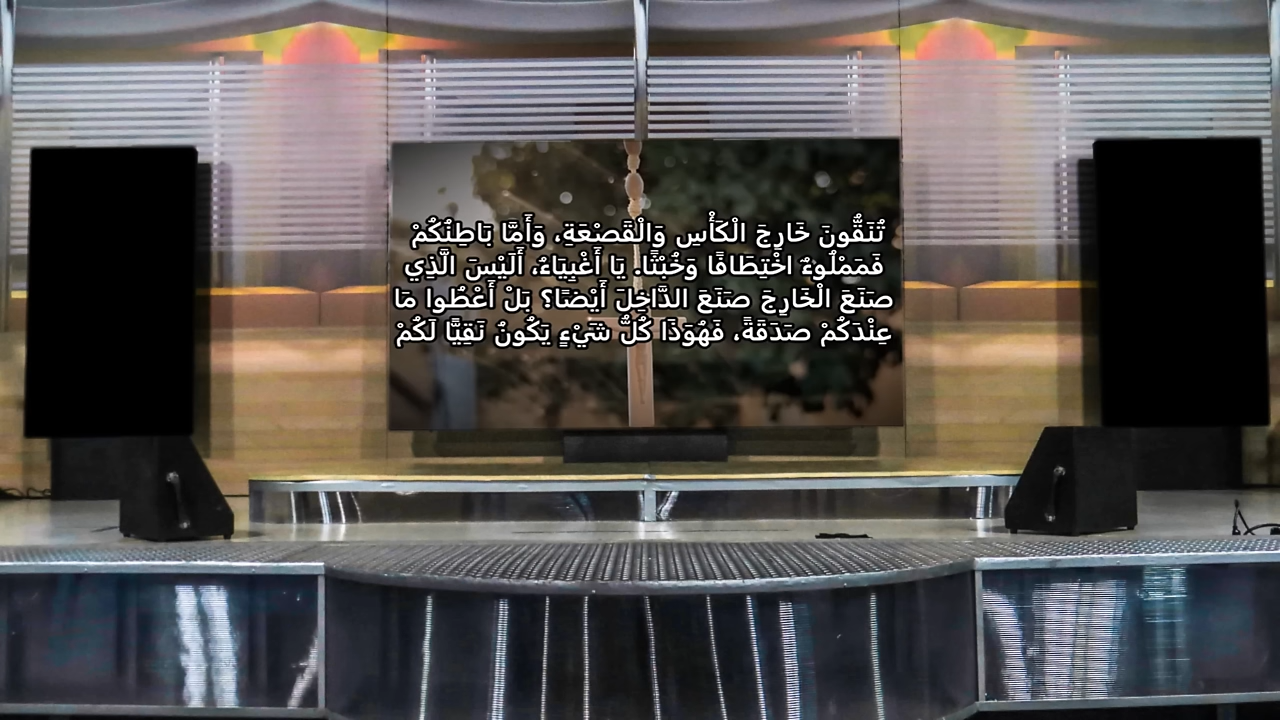 تُنَقُّونَ خَارِجَ الْكَأْسِ وَالْقَصْعَةِ، وَأَمَّا بَاطِنُكُمْ
فَمَمْلُوءٌ اخْتِطَافًا وَخُبْثًا. يَا أَغْبِيَاءُ، أَلَيْسَ الَّذِي
صَنَعَ الْخَارِجَ صَنَعَ الدَّاخِلَ أَيْضًا؟ بَلْ أَعْطُوا مَا
عِنْدَكُمْ صَدَقَةً، فَهُوَذَا كُلُّ شَيْءٍ يَكُونُ نَقِيًّا لَكُمْ